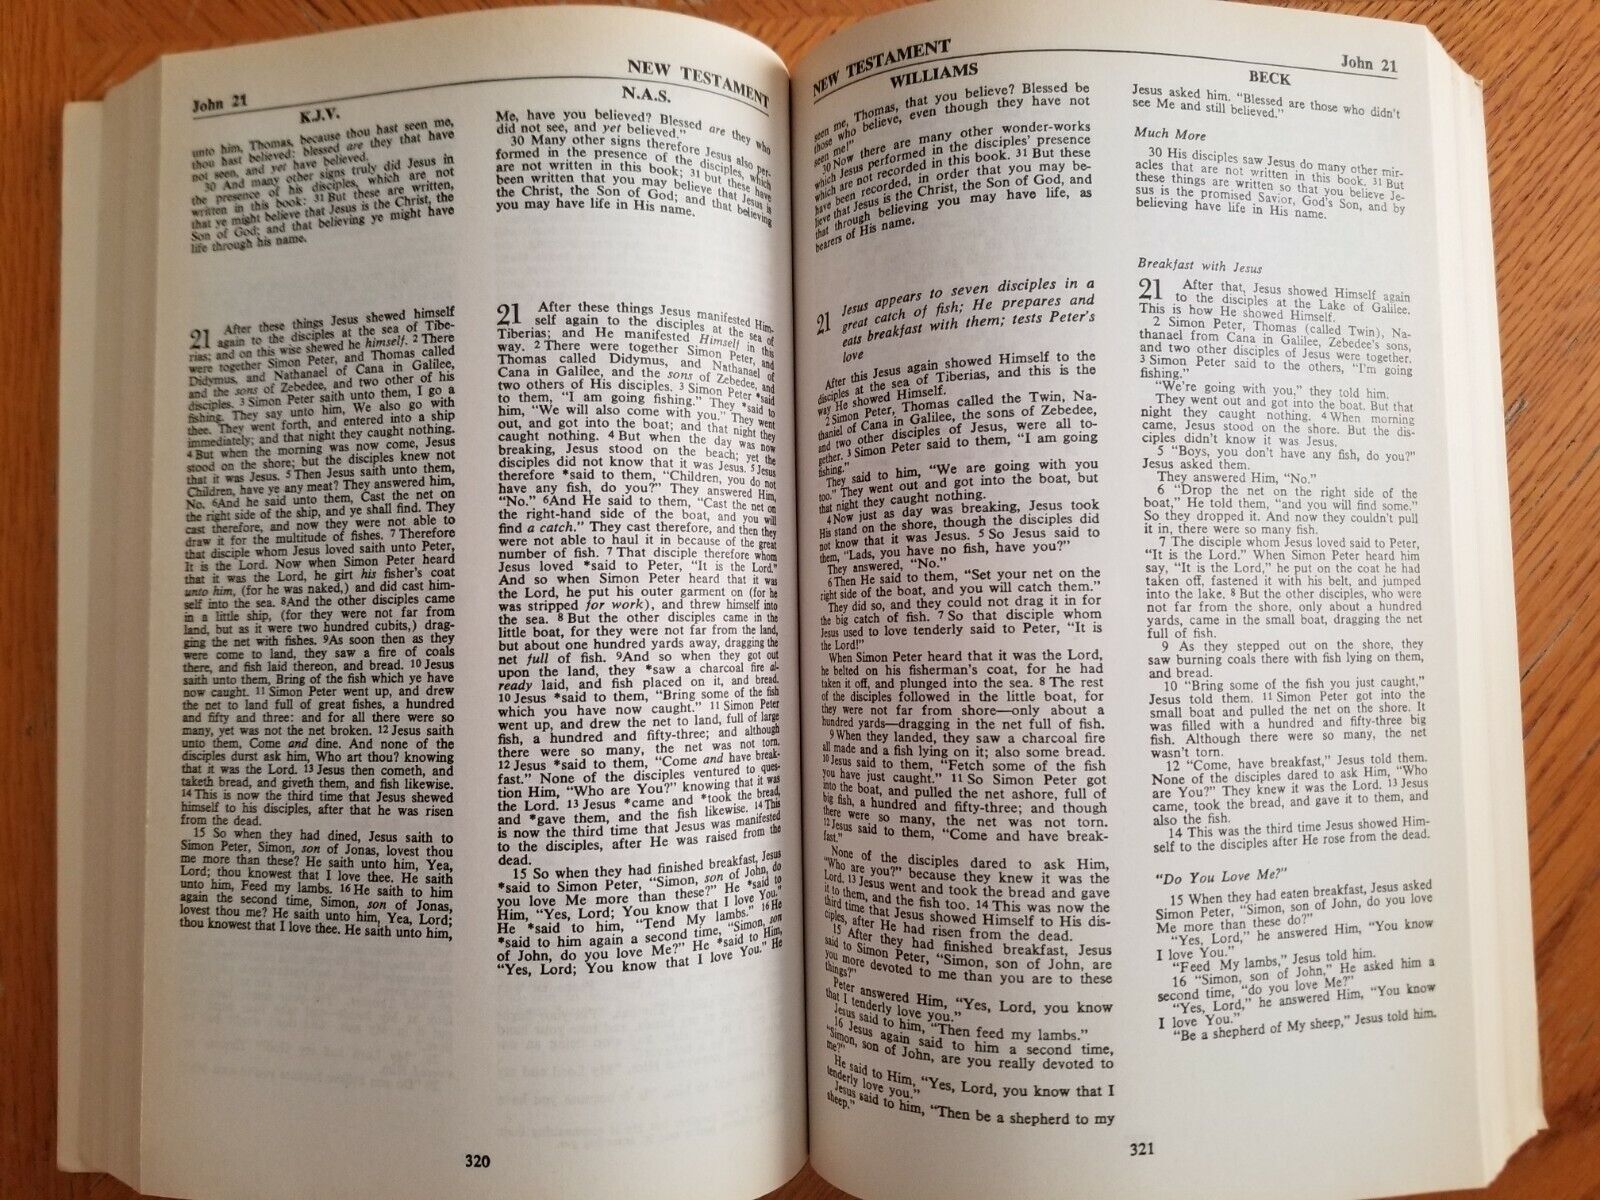 John 21
NEW TESTAMENT
K.J.V.
unto him, Thomas, because thou hast seen me,
thou hast believed: blessed are they that have
not seen, and yet have believed.
30 And many other signs truly did Jesus in
the presence of his disciples, which are not
written in this book: 31 But these are written,
that ye might believe that Jesus is the Christ, the
Son of God; and that believing ye might have
life through his name.
21 After these things Jesus shewed himself
again to the disciples at the sea of Tibe-
rias; and on this wise shewed he himself. 2 There
were together Simon Peter, and Thomas called
Didymus, and Nathanael of Cana in Galilee,
and the sons of Zebedee, and two other of his
disciples. 3 Simon Peter saith unto them, I go a
fishing. They say unto him, We also go with
thee. They went forth, and entered into a ship
immediately; and that night they caught nothing.
4 But when the morning was now come, Jesus
stood on the shore; but the disciples knew not
that it was Jesus. 5 Then Jesus saith unto them,
Children, have ye any meat? They answered him,
No. 6 And he said unto them, Cast the net on
the right side of the ship, and ye shall find. They
cast therefore, and now they were not able to
draw it for the multitude of fishes. 7 Therefore
that disciple whom Jesus loved saith unto Peter,
It is the Lord. Now when Simon Peter heard
that it was the Lord, he girt his fisher's coat
unto him, (for he was naked,) and did cast him-
self into the sea. 8 And the other disciples came
in a little ship, (for they were not far from
land, but as it were two hundred cubits,) drag-
ging the net with fishes. 9 As soon then as they
were come to land, they saw a fire of coals
there, and fish laid thereon, and bread. 10 Jesus
saith unto them, Bring of the fish which ye have
now caught. 11 Simon Peter went up, and drew
the net to land full of great fishes, a hundred
and fifty and three: and for all there were so
many, yet was not the net broken. 12 Jesus saith
unto them, Come and dine. And none of the
disciples durst ask him, Who art thou? knowing
that it was the Lord. 13 Jesus then cometh, and
taketh bread, and giveth them, and fish likewise.
14 This is now the third time that Jesus shewed
himself to his disciples, after that he was risen
from the dead.
15 So when they had dined, Jesus saith to
Simon Peter, Simon, son of Jonas, lovest thou
me more than these? He saith unto him, Yea,
Lord; thou knowest that I love thee. He saith
unto him, Feed my lambs. 16 He saith to him
again the second time, Simon, son of Jonas,
lovest thou me? He saith unto him, Yea, Lord;
thou knowest that I love thee. He saith unto him,
N.A.S.
Me, have you believed? Blessed are they who
did not see, and yet believed."
30 Many other signs therefore Jesus also per-
formed in the presence of the disciples, which
are not written in this book; 31 but these have
been written that you may believe that Jesus is
the Christ, the Son of God; and that believing
you may have life in His name.
21 After these things Jesus manifested Him-
self again to the disciples at the sea of
Tiberias; and He manifested Himself in this
way. 2 There were together Simon Peter, and
Thomas called Didymus, and Nathanael of
Cana in Galilee, and the sons of Zebedee, and
two others of His disciples. 3 Simon Peter *said
to them, "I am going fishing." They *said to
him, "We will also come with you." They went
out, and got into the boat; and that night they
caught nothing. 4 But when the day was now
breaking, Jesus stood on the beach; yet the
disciples did not know that it was Jesus. 5 Jesus
therefore *said to them, "Children, you do not
have any fish, do you?" They answered Him,
"No." 6 And He said to them, "Cast the net on
the right-hand side of the boat, and you will
find a catch." They cast therefore, and then they
were not able to haul it in because of the great
number of fish. 7 That disciple therefore whom
Jesus loved *said to Peter, "It is the Lord."
And so when Simon Peter heard that it was
the Lord, he put his outer garment on (for he
was stripped for work), and threw himself into
the sea. 8 But the other disciples came in the
little boat, for they were not far from the land,
but about one hundred yards away, dragging the
net full of fish. 9 And so when they got out
upon the land, they *saw a charcoal fire al-
ready laid, and fish placed on it, and bread.
10 Jesus *said to them, "Bring some of the fish
which you have now caught." 11 Simon Peter
went up, and drew the net to land, full of large
fish, a hundred and fifty-three; and although
there were so many, the net was not torn.
12 Jesus *said to them, "Come and have break-
fast." None of the disciples ventured to ques-
tion Him, "Who are You?" knowing that it was
the Lord. 13 Jesus *came and *took the bread,
and *gave them, and the fish likewise. 14 This
is now the third time that Jesus was manifested
to the disciples, after He was raised from the
dead.
15 So when they had finished breakfast, Jesus
*said to Simon Peter, "Simon, son of John, do
you love Me more than these?" He *said to
Him, "Yes, Lord; You know that I love You."
He *said to him, "Tend My lambs." 16 He
*said to him again a second time, "Simon, son
of John, do you love Me?" He *said to Him,
"Yes, Lord; You know that I love You." He
320
NEW TESTAMENT
John 21
WILLIAMS
seen me, Thomas, that you believe? Blessed be
those who believe, even though they have not
seen me!"
30 Now there are many other wonder-works
which Jesus performed in the disciples' presence
which are not recorded in this book. 31 But these
have been recorded, in order that you may be-
lieve that Jesus is the Christ, the Son of God, and
that through believing you may have life, as
bearers of His name.
21 Jesus appears to seven disciples in a
great catch of fish; He prepares and
eats breakfast with them; tests Peter's
love
After this Jesus again showed Himself to the
disciples at the sea of Tiberias, and this is the
way He showed Himself.
2 Simon Peter, Thomas called the Twin, Na-
thaniel of Cana in Galilee, the sons of Zebedee,
and two other disciples of Jesus, were all to-
gether. 3 Simon Peter said to them, "I am going
fishing."
They said to him, "We are going with you
too." They went out and got into the boat, but
that night they caught nothing.
4 Now just as day was breaking, Jesus took
His stand on the shore, though the disciples did
not know that it was Jesus. 5 So Jesus said to
them, "Lads, you have no fish, have you?"
They answered, "No."
6 Then He said to them, "Set your net on the
right side of the boat, and you will catch them."
They did so, and they could not drag it in for
the big catch of fish. 7 So that disciple whom
Jesus used to love tenderly said to Peter, "It is
the Lord!"
When Simon Peter heard that it was the Lord,
he belted on his fisherman's coat, for he had
taken it off, and plunged into the sea. 8 The rest
of the disciples followed in the little boat, for
they were not far from shore—only about a
hundred yards—dragging in the net full of fish.
9 When they landed, they saw a charcoal fire
all made and a fish lying on it; also some bread.
10 Jesus said to them, "Fetch some of the fish
you have just caught." 11 So Simon Peter got
into the boat, and pulled the net ashore, full of
big fish, a hundred and fifty-three; and though
there were so many, the net was not torn.
12 Jesus said to them, "Come and have break-
fast."
None of the disciples dared to ask Him,
"Who are you?" because they knew it was the
Lord. 13 Jesus went and took the bread and gave
it to them, and the fish too. 14 This was now the
third time that Jesus showed Himself to His dis-
ciples, after He had risen from the dead.
15 After they had finished breakfast, Jesus
said to Simon Peter, "Simon, son of John, are
you more devoted to me than you are to these
things?"
Peter answered Him, "Yes, Lord, you know
that I tenderly love you."
Jesus said to him, "Then feed my lambs."
16 Jesus again said to him a second time,
"Simon, son of John, are you really devoted to
me?"
He said to Him, "Yes, Lord, you know that I
tenderly love you."
Jesus said to him, "Then be a shepherd to my
sheep."
BECK
Jesus asked him. "Blessed are those who didn't
see Me and still believed."
Much More
30 His disciples saw Jesus do many other mir-
acles that are not written in this book. 31 But
these things are written so that you believe Je-
sus is the promised Savior, God's Son, and by
believing have life in His name.
Breakfast with Jesus
21 After that, Jesus showed Himself again
to the disciples at the Lake of Galilee.
This is how He showed Himself.
2 Simon Peter, Thomas (called Twin), Na-
thanael from Cana in Galilee, Zebedee's sons,
and two other disciples of Jesus were together.
3 Simon Peter said to the others, "I'm going
fishing."
"We're going with you," they told him.
They went out and got into the boat. But that
night they caught nothing. 4 When morning
came, Jesus stood on the shore. But the dis-
ciples didn't know it was Jesus.
5 "Boys, you don't have any fish, do you?"
Jesus asked them.
They answered Him, "No."
6 "Drop the net on the right side of the
boat," He told them, "and you will find some."
So they dropped it. And now they couldn't pull
it in, there were so many fish.
7 The disciple whom Jesus loved said to Peter,
"It is the Lord." When Simon Peter heard him
say, "It is the Lord," he put on the coat he had
taken off, fastened it with his belt, and jumped
into the lake. 8 But the other disciples, who were
not far from the shore, only about a hundred
yards, came in the small boat, dragging the net
full of fish.
9 As they stepped out on the shore, they
saw burning coals there with fish lying on them,
and bread.
10 "Bring some of the fish you just caught,"
Jesus told them. 11 Simon Peter got into the
small boat and pulled the net on the shore. It
was filled with a hundred and fifty-three big
fish. Although there were so many, the net
wasn't torn.
12 "Come, have breakfast," Jesus told them.
None of the disciples dared to ask Him, "Who
are You?" They knew it was the Lord. 13 Jesus
came, took the bread, and gave it to them, and
also the fish.
14 This was the third time Jesus showed Him-
self to the disciples after He rose from the dead.
"Do You Love Me?"
15 When they had eaten breakfast, Jesus asked
Simon Peter, "Simon, son of John, do you love
Me more than these do?"
"Yes, Lord," he answered Him, "You know
I love You."
"Feed My lambs," Jesus told him.
16 "Simon, son of John," He asked him a
second time, "do you love Me?"
"Yes, Lord," he answered Him, "You know
I love You."
"Be a shepherd of My sheep," Jesus told him.
321